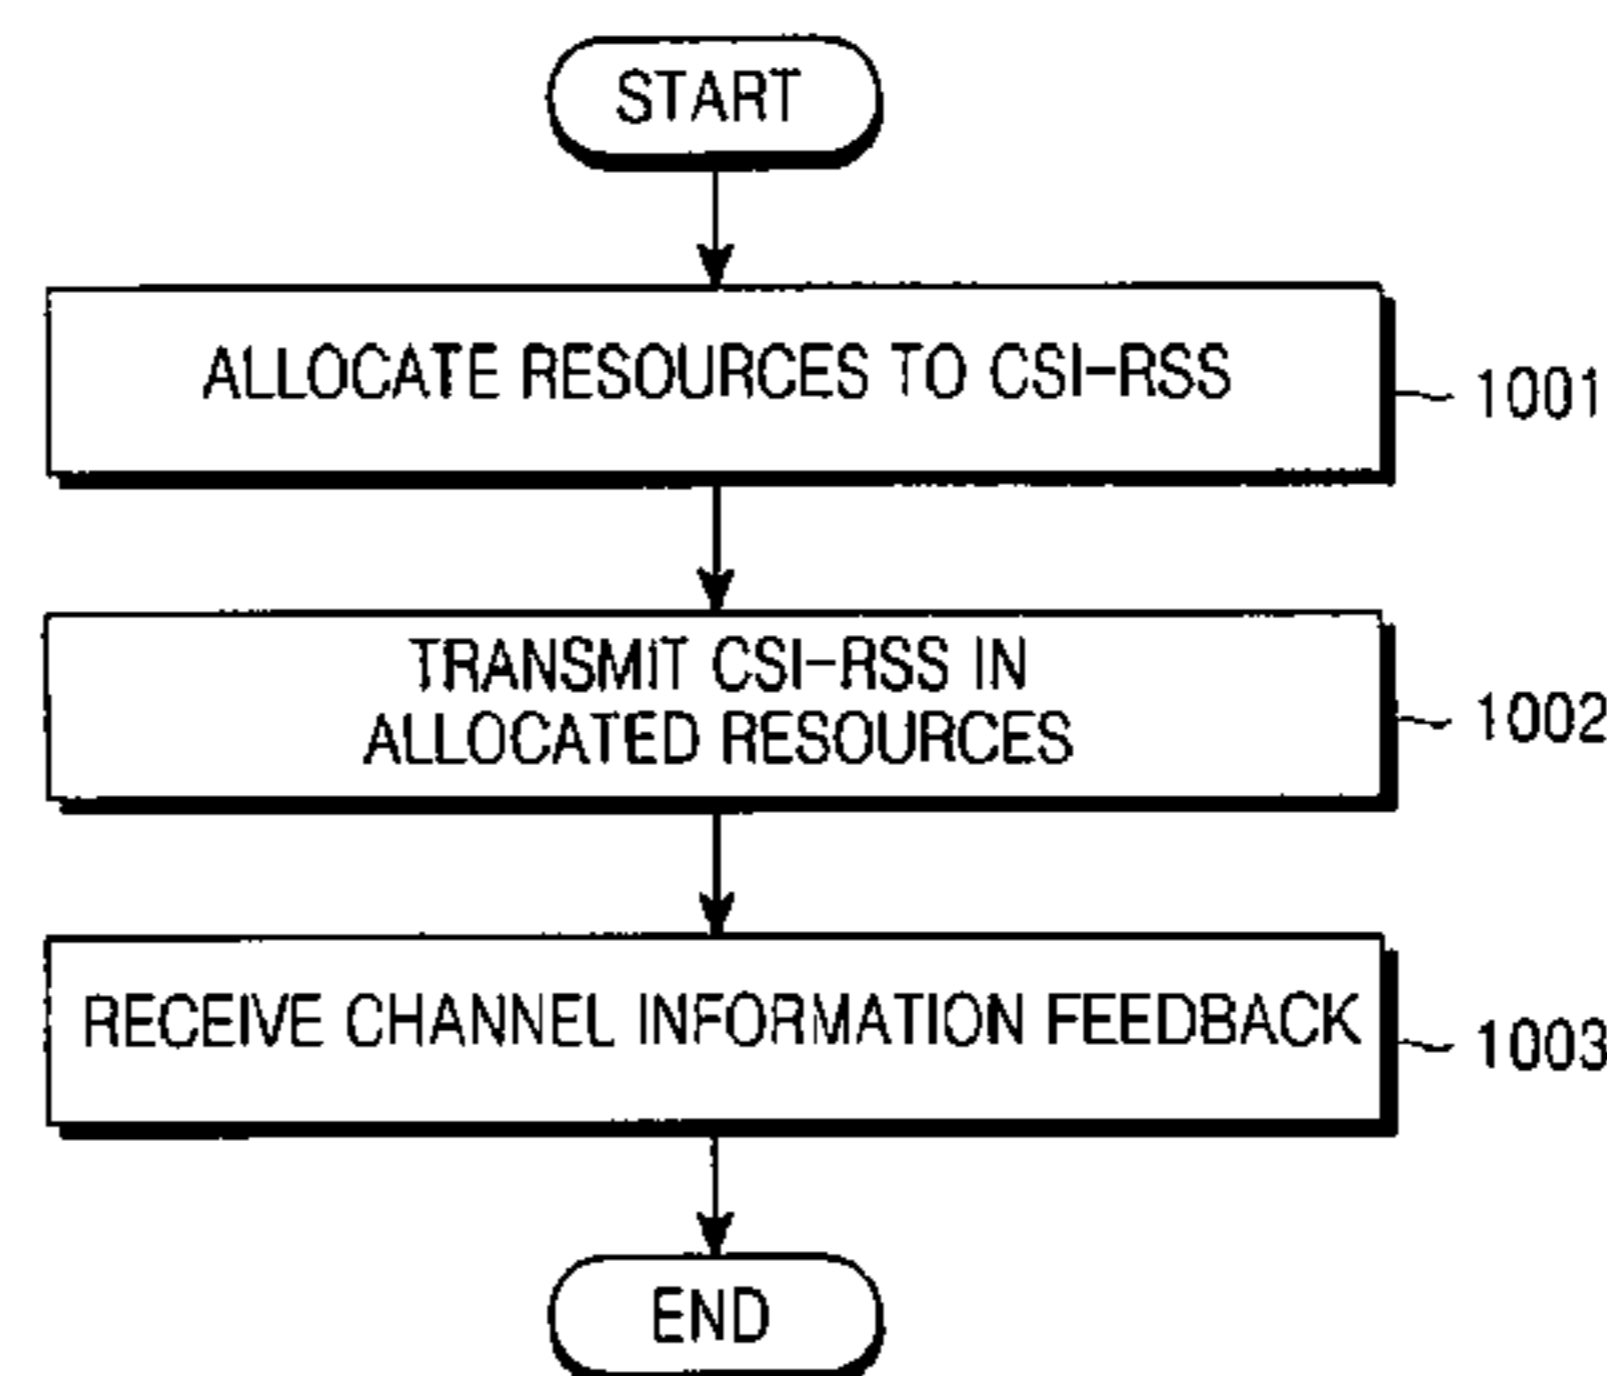 START
ALLOCATE RESOURCES TO CSI-RSS
1001
TRANSMIT CSI-RSS IN
ALLOCATED RESOURCES
1002
RECEIVE CHANNEL INFORMATION FEEDBACK
1003
END